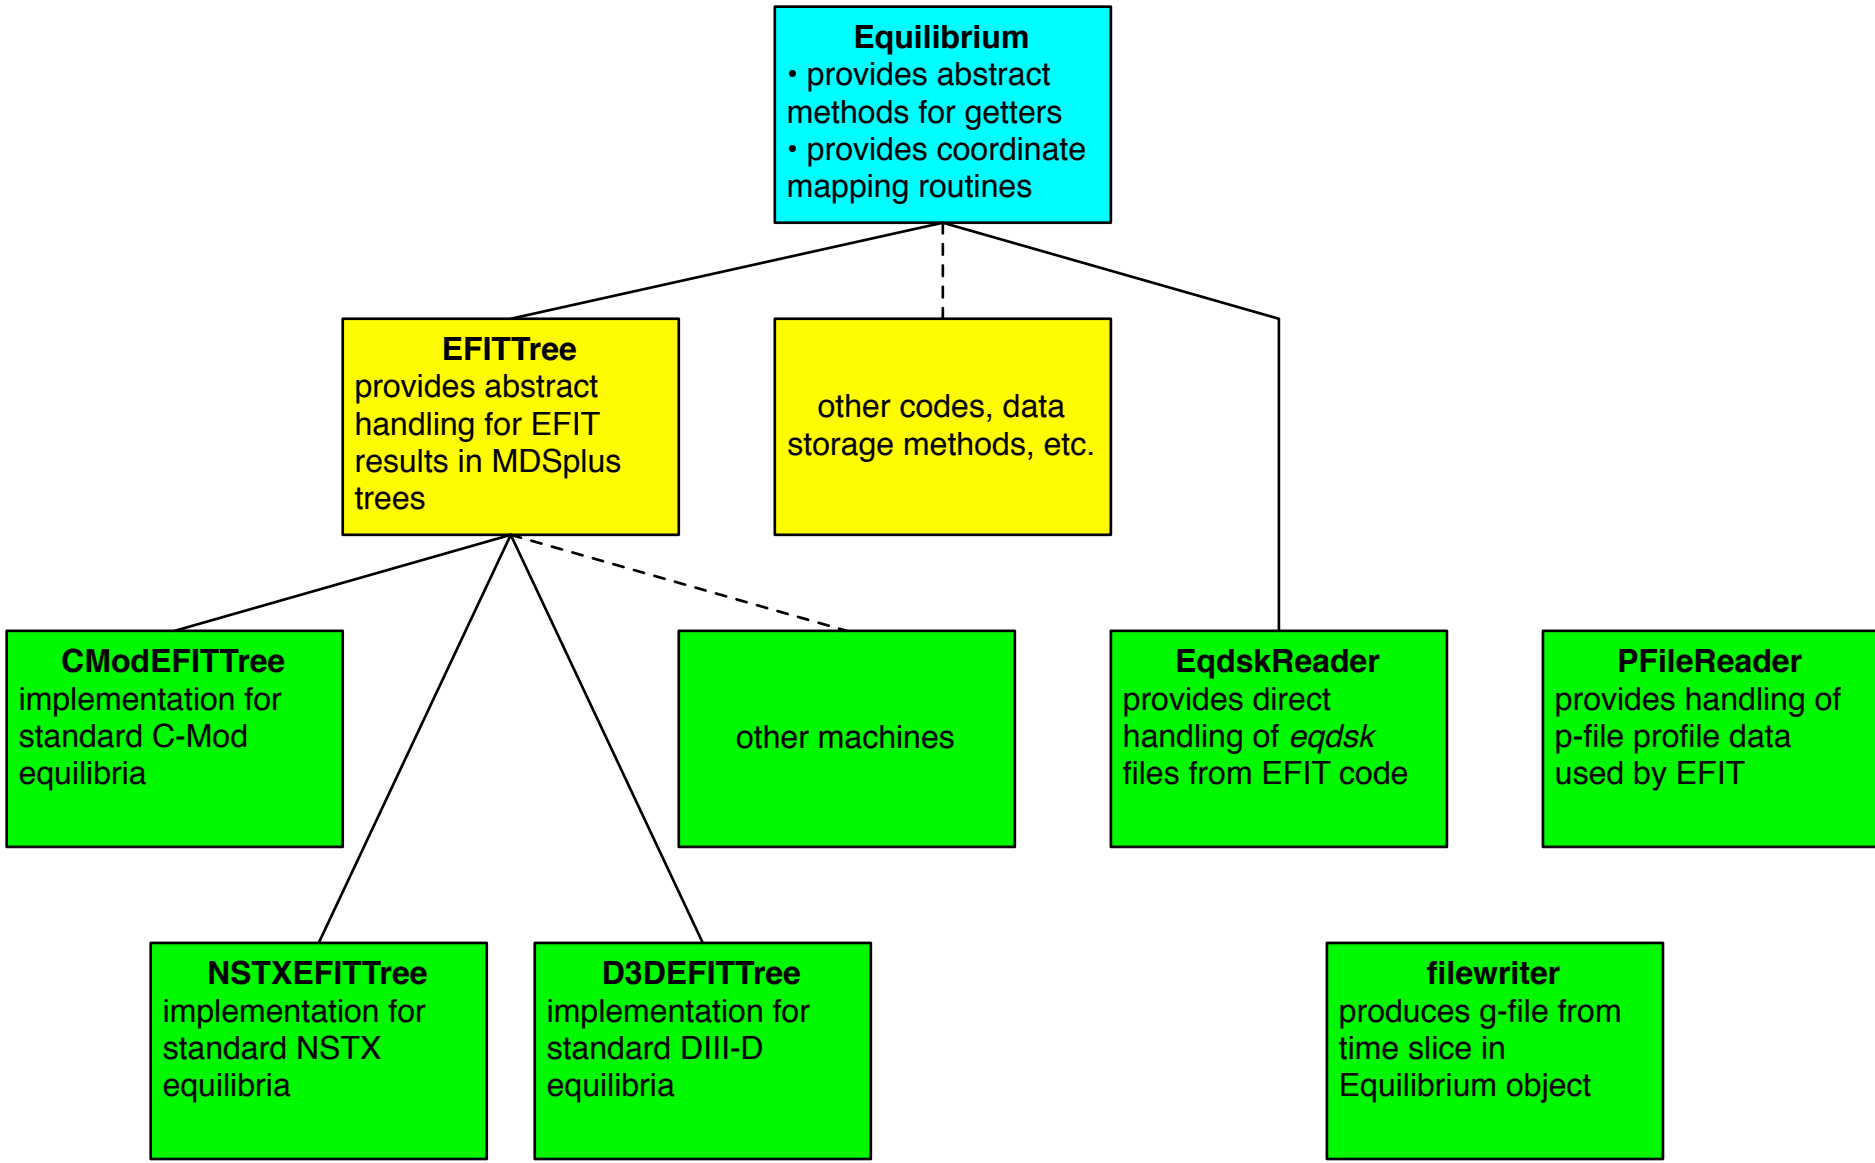 Equilibrium
• provides abstract
methods for getters
• provides coordinate
mapping routines
EFITTree
provides abstract
handling for EFIT
results in MDSplus
trees
other codes, data
storage methods, etc.
CModEFITTree
implementation for
standard C-Mod
equilibria
other machines
EqdskReader
provides direct
handling of eqdsk
files from EFIT code
PFileReader
provides handling of
p-file profile data
used by EFIT
NSTXEFITTree
implementation for
standard NSTX
equilibria
D3DEFITTree
implementation for
standard DIII-D
equilibria
filewriter
produces g-file from
time slice in
Equilibrium object